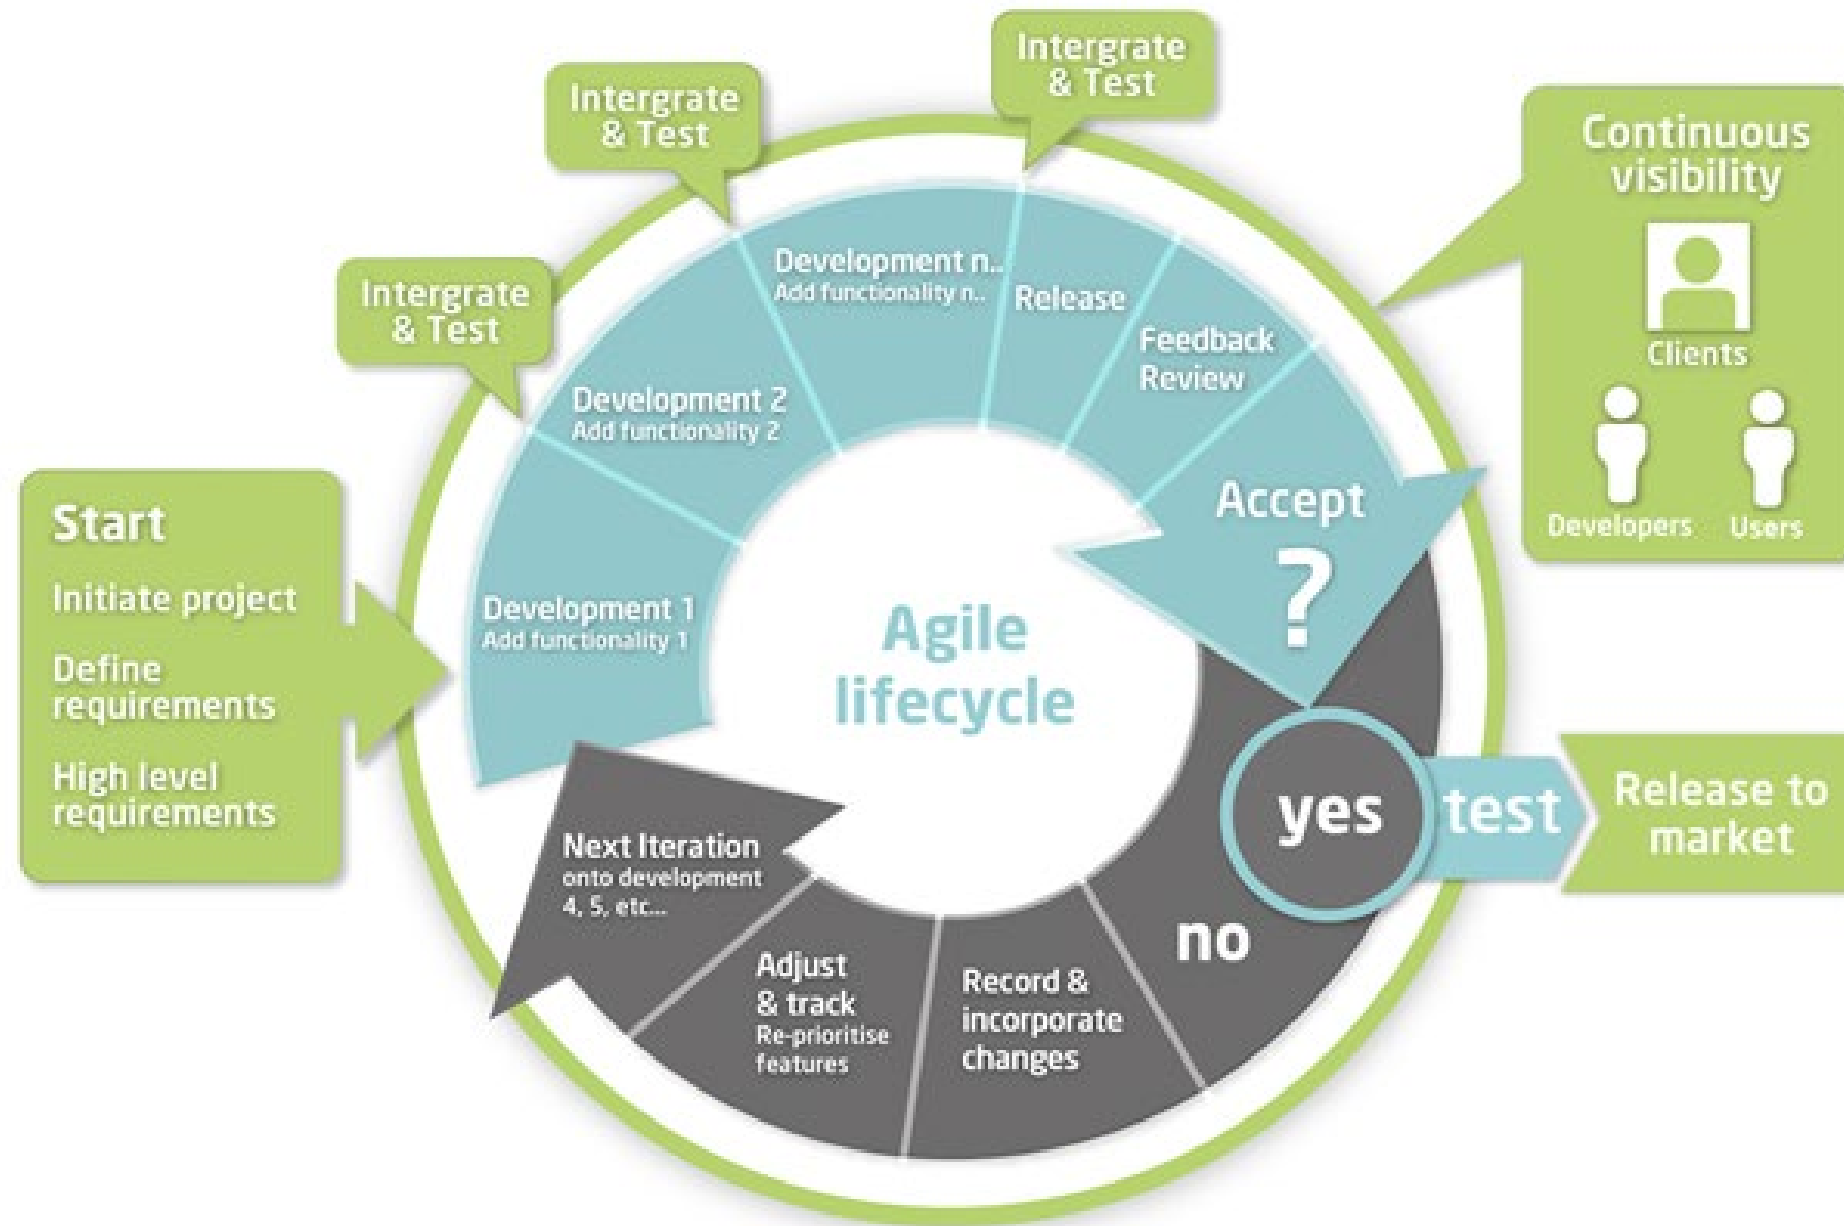 Start
Initiate project
Define
requirements
High level
requirements
Intergrate
& Test
Intergrate
& Test
Intergrate
& Test
Development 1
Add functionality 1
Development 2
Add functionality 2
Development n..
Add functionality n..
Release
Feedback
Review
Accept
?
Continuous
visibility
Clients
Developers
Users
Agile
lifecycle
yes
test
Release to
market
no
Record &
incorporate
changes
Adjust
& track
Re-prioritise
features
Next Iteration
onto development
4, 5, etc...